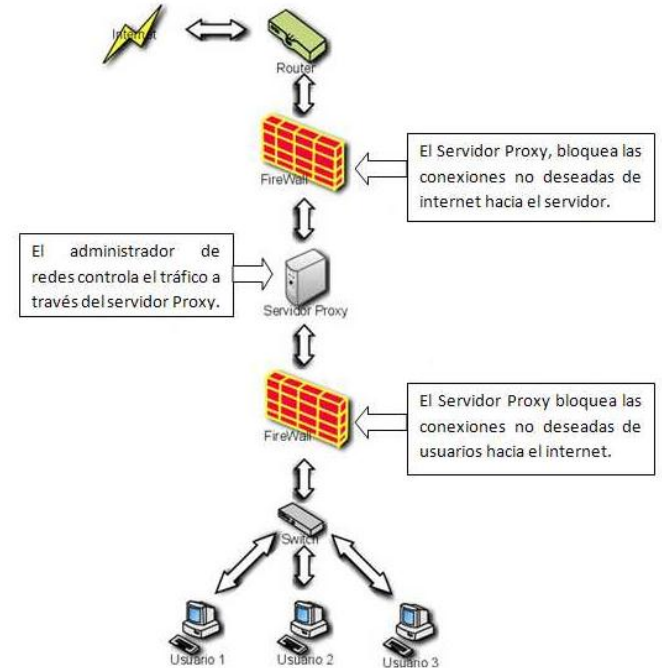 Internet
Router
FireWall
El Servidor Proxy, bloquea las
conexiones no deseadas de
internet hacia el servidor.
El administrador de
redes controla el tráfico a
través del servidor Proxy.
Servidor Proxy
FireWall
El Servidor Proxy bloquea las
conexiones no deseadas de
usuarios hacia el internet.
Switch
Usuario 1
Usuario 2
Usuario 3